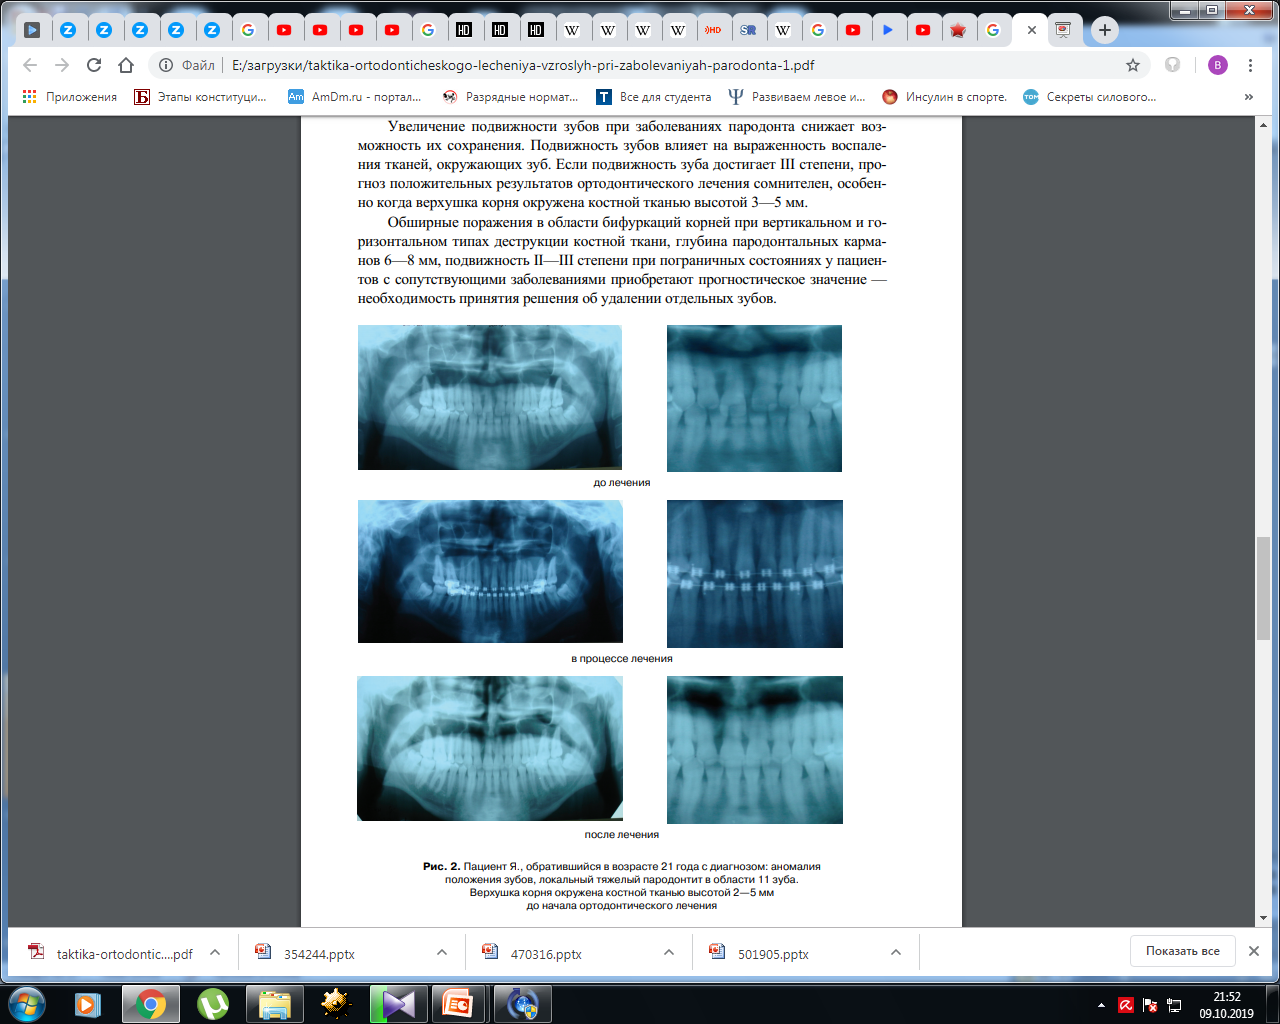 Файл
E:/загрузки/taktika-ortodonticheskogo-lecheniya-vzroslyh-pri-zabolevaniyah-parodonta-1.pdf
В
Приложения
Этапы конституци...
AmDm.ru - портал...
Разрядные нормат...
Все для студента
Развиваем левое и...
Инсулин в спорте.
Секреты силового...
Увеличение подвижности зубов при заболеваниях пародонта снижает воз-
можность их сохранения. Подвижность зубов влияет на выраженность воспале-
ния тканей, окружающих зуб. Если подвижность зуба достигает III степени, про-
гноз положительных результатов ортодонтического лечения сомнителен, особен-
но когда верхушка корня окружена костной тканью высотой 3—5 мм.
Обширные поражения в области бифуркаций корней при вертикальном и го-
ризонтальном типах деструкции костной ткани, глубина пародонтальных карма-
нов 6—8 мм, подвижность II—III степени при пограничных состояниях у пациен-
тов с сопутствующими заболеваниями приобретают прогностическое значение —
необходимость принятия решения об удалении отдельных зубов.
до лечения
в процессе лечения
после лечения
Рис. 2. Пациент Я., обратившийся в возрасте 21 года с диагнозом: аномалия
положения зубов, локальный тяжелый пародонтит в области 11 зуба.
Верхушка корня окружена костной тканью высотой 2—5 мм
до начала ортодонтического лечения
taktika-ortodontic....pdf
354244.pptx
470316.pptx
501905.pptx
Показать все
21:52
09.10.2019